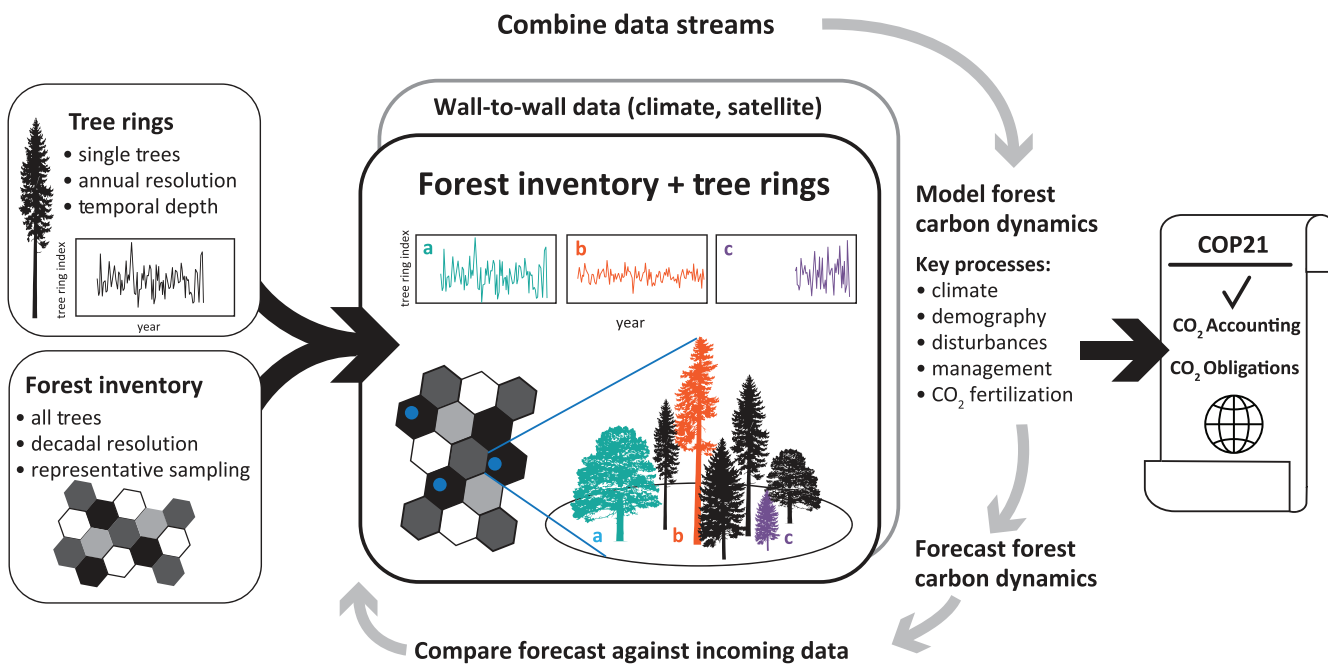 Combine data streams
Tree rings
• single trees
• annual resolution
• temporal depth
tree ring index
year
Forest inventory
• all trees
• decadal resolution
• representative sampling
Wall-to-wall data (climate, satellite)
Forest inventory + tree rings
tree ring index
a
b
c
year
a
b
c
Model forest
carbon dynamics
Key processes:
• climate
• demography
• disturbances
• management
• CO₂ fertilization
COP21
CO₂ Accounting
CO₂ Obligations
Forecast forest
carbon dynamics
Compare forecast against incoming data